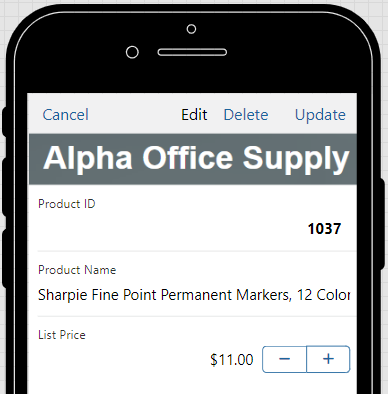 Cancel Edit Delete Update
Alpha Office Supply
Product ID
1037
Product Name
Sharpie Fine Point Permanent Markers, 12 Color
List Price
$11.00 − +